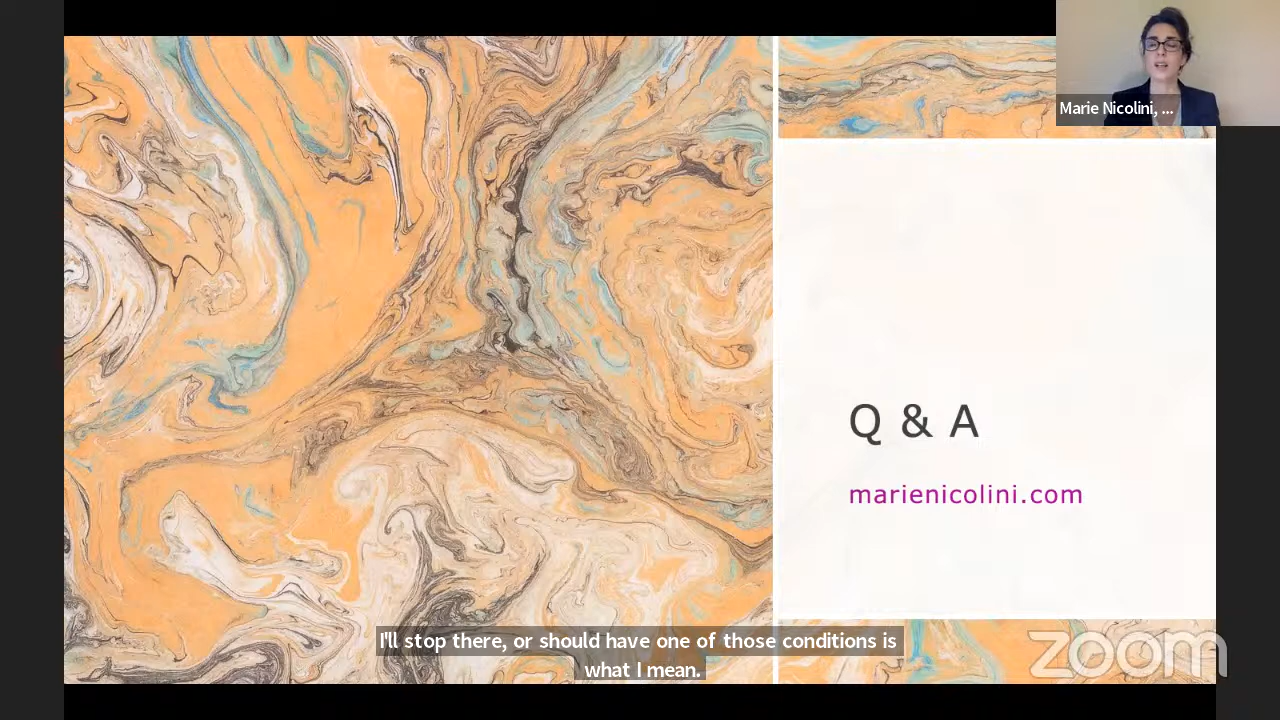 Marie Nicolini, ...
Q & A
marienicolini.com
I'll stop there, or should have one of those conditions is
what I mean.
zoom